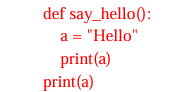 def say_hello():
    a = "Hello"
    print(a)
print(a)